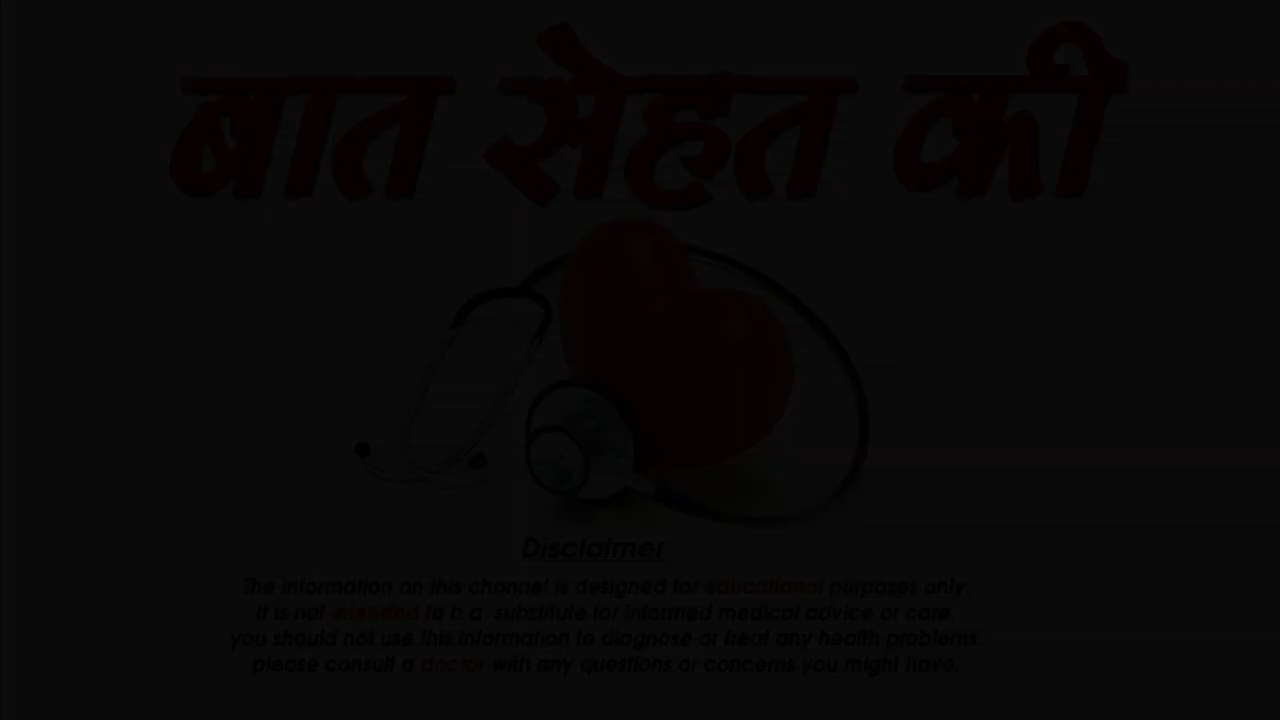 बात सेहत की
Disclaimer
The information on this channel is designed for educational purposes only.
it is not intended to b a substitute for informed medical advice or care.
you should not use this information to diagnose or treat any health problems.
please consult a doctor with any questions or concerns you might have.